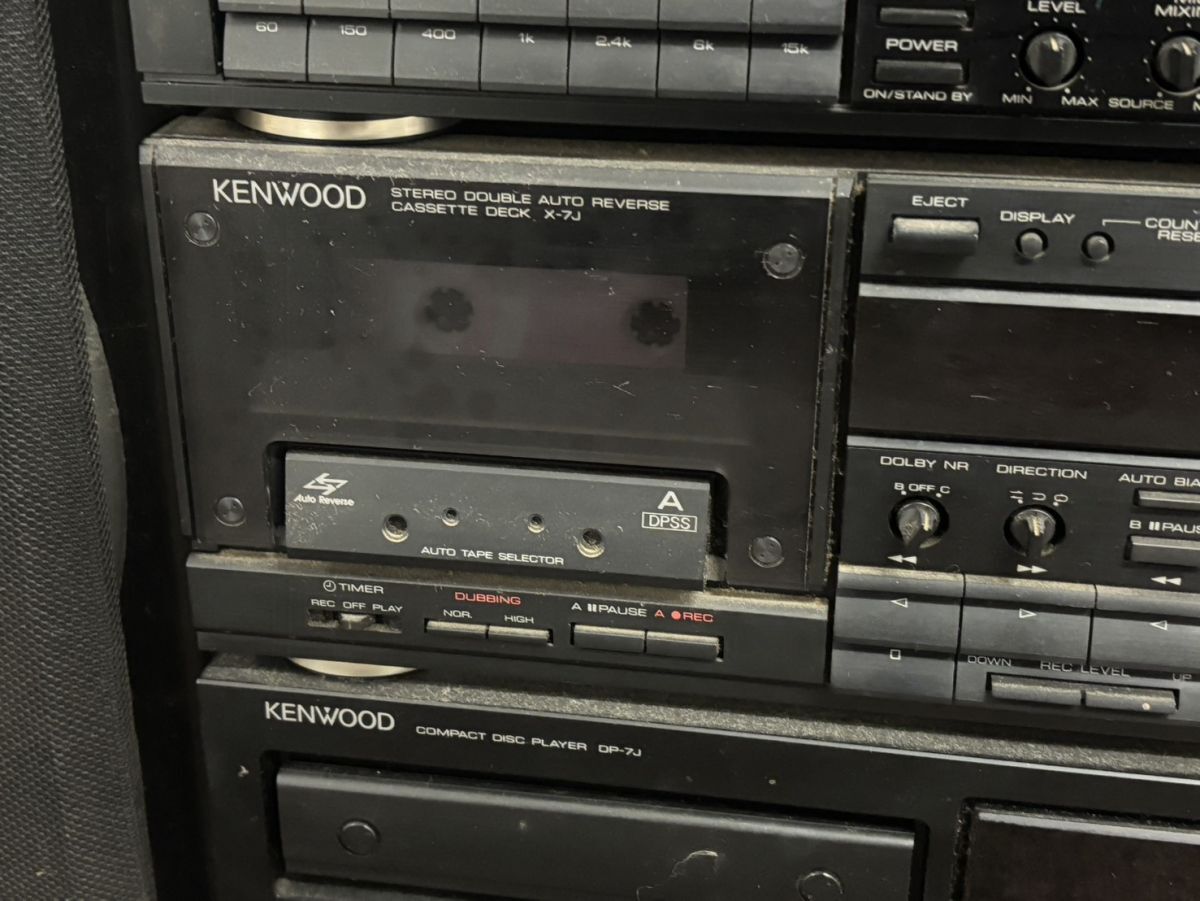 60 150 400 1k 2.4k 6k 15k
LEVEL
POWER
ON/STAND BY
MIN MAX SOURCE
KENWOOD
STEREO DOUBLE AUTO REVERSE
CASSETTE DECK X-7J
EJECT
DISPLAY
DOLBY NR
B OFF C
DIRECTION
Auto Reverse
A
DPSS
AUTO TAPE SELECTOR
B PAUS
TIMER
REC OFF PLAY
DUBBING
NOR. HIGH
A PAUSE A REC
DOWN REC LEVEL UP
KENWOOD
COMPACT DISC PLAYER DP-7J